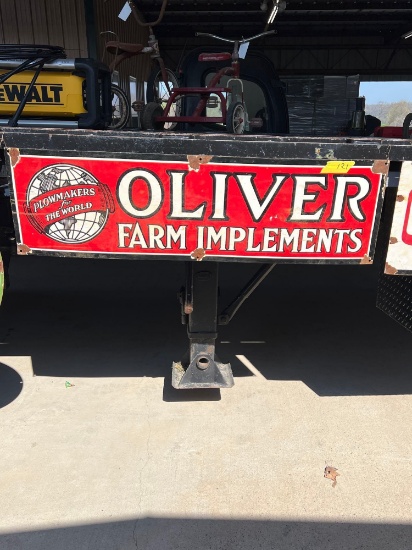 DEWALT
PLOWMAKERS
for
THE WORLD
OLIVER
FARM IMPLEMENTS